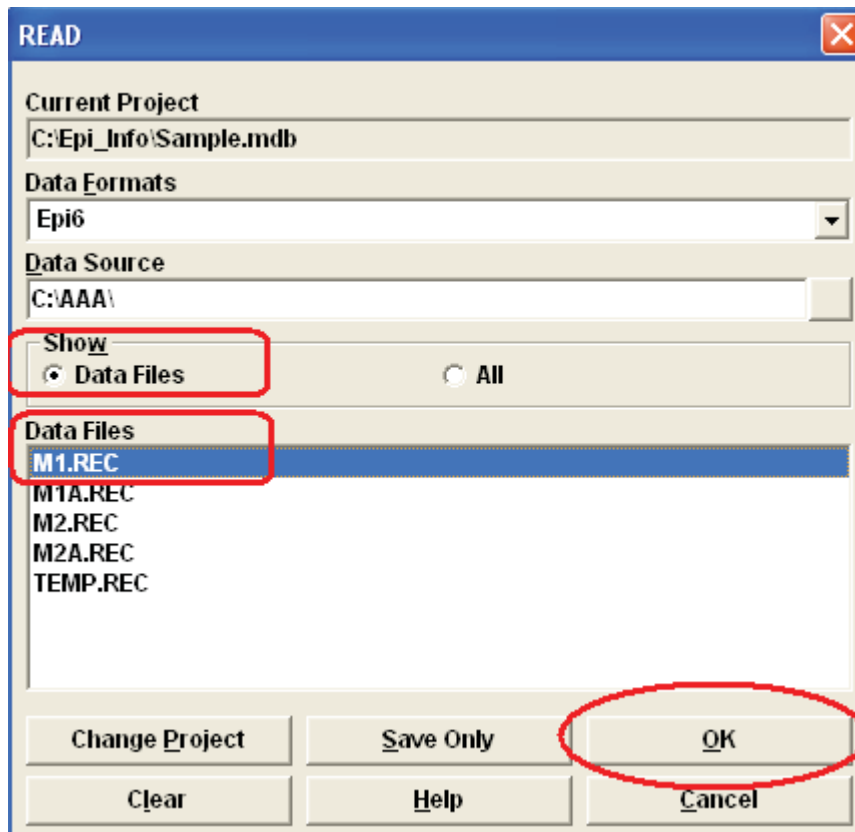 READ
Current Project
C:\Epi_Info\Sample.mdb
Data Formats
Epi6
Data Source
C:\AAA\
Show
Data Files All
Data Files
M1.REC
M1A.REC
M2.REC
M2A.REC
TEMP.REC
Change Project Save Only OK
Clear Help Cancel